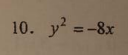 10. y² = –8x